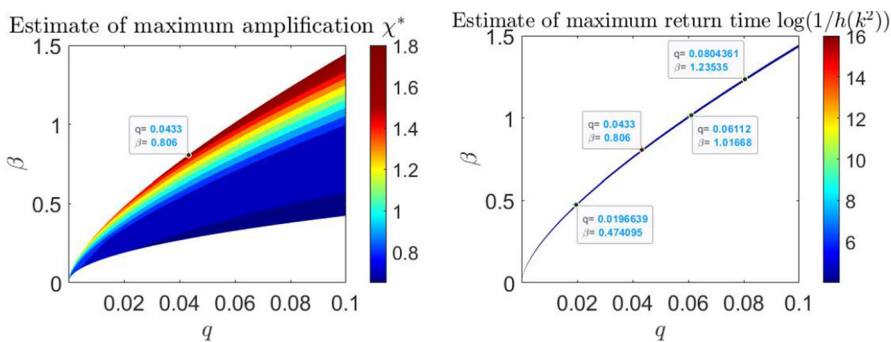 Estimate of maximum amplification χ*
1.5
1
0.5
0
β
0.02 0.04 0.06 0.08 0.1
q
q= 0.0433
β= 0.806
1.8
1.6
1.4
1.2
1
0.8
Estimate of maximum return time log(1/h(k²))
1.5
1
0.5
0
β
0.02 0.04 0.06 0.08 0.1
q
q= 0.0804361
β= 1.23535
q= 0.0433
β= 0.806
q= 0.06112
β= 1.01668
q= 0.0196639
β= 0.474095
16
14
12
10
8
6